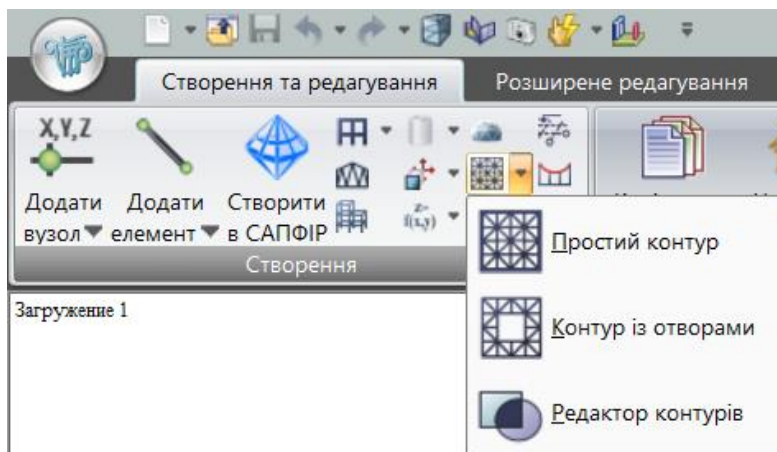 Створення та редагування
Розширене редагування
X,Y,Z
Додати вузол
Додати елемент
Створити в САПФІР
z=
f(x,y)
Створення
Простий контур
Контур із отворами
Редактор контурів
Загружение 1